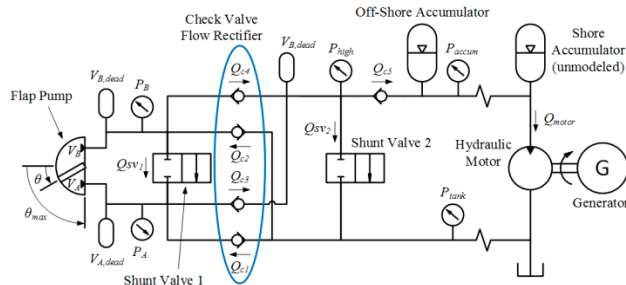 Check Valve
Flow Rectifier
Off-Shore Accumulator
V_B,dead
P_high
P_accum
Shore
Accumulator
(unmodeled)
V_B,dead
P_B
Q_c4
Q_c5
Flap Pump
Q_motor
V_B
Qsv_1
Q_c2
Qsv_2
Shunt Valve 2
Hydraulic
Motor
θ
V_A
Q_c3
G
θ_max
P_tank
Generator
V_A,dead
P_A
Q_c1
Shunt Valve 1